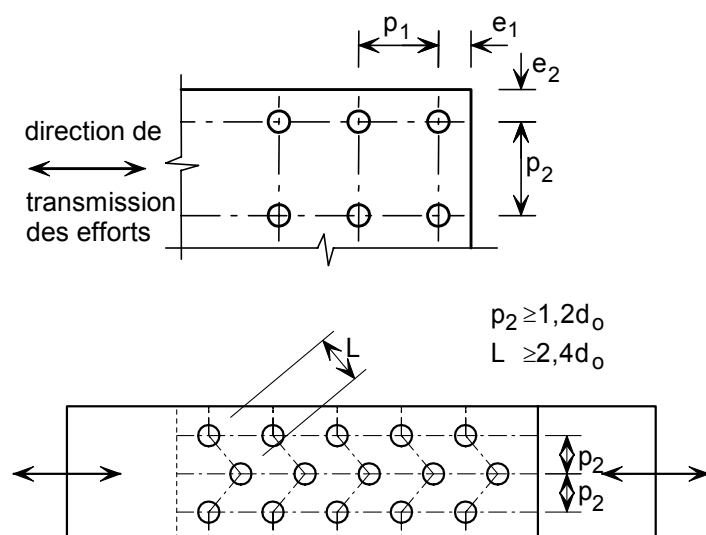 p1
e1
e2
direction de
p2
transmission
des efforts
p2 ≥1,2do
L ≥2,4do
L
p2
p2